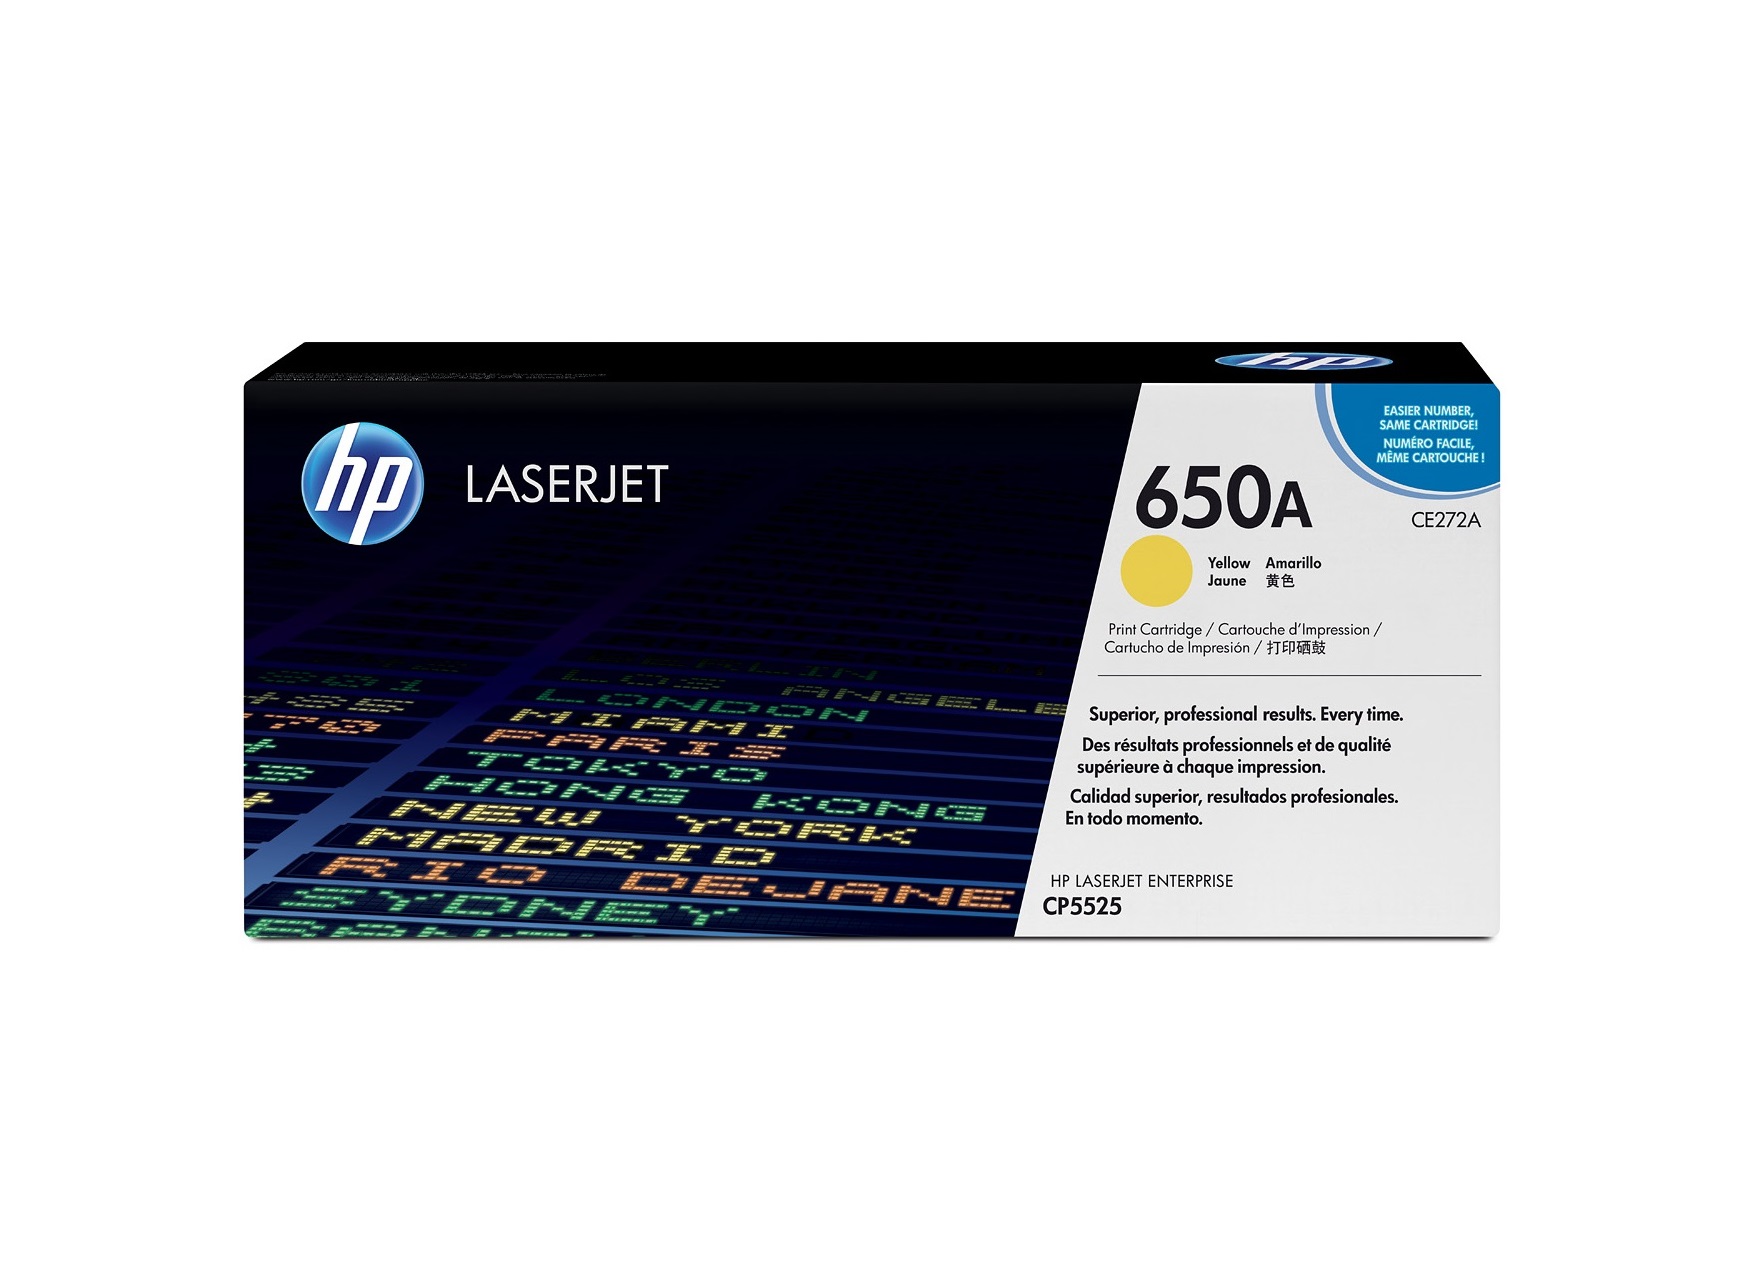 hp
hp
LASERJET
EASIER NUMBER,
SAME CARTRIDGE!
NUMÉRO FACILE,
MÊME CARTOUCHE !
650A
CE272A
Yellow Amarillo
Jaune 黄色
Print Cartridge / Cartouche d'Impression /
Cartucho de Impresión / 打印硒鼓
Superior, professional results. Every time.
Des résultats professionnels et de qualité
supérieure à chaque impression.
Calidad superior, resultados profesionales.
En todo momento.
HP LASERJET ENTERPRISE
CP5525
LONDON
MIAMI
PARIS
TOKYO
HONG KONG
NEW YORK
MADRID
RIO DEJANE
SYDNEY